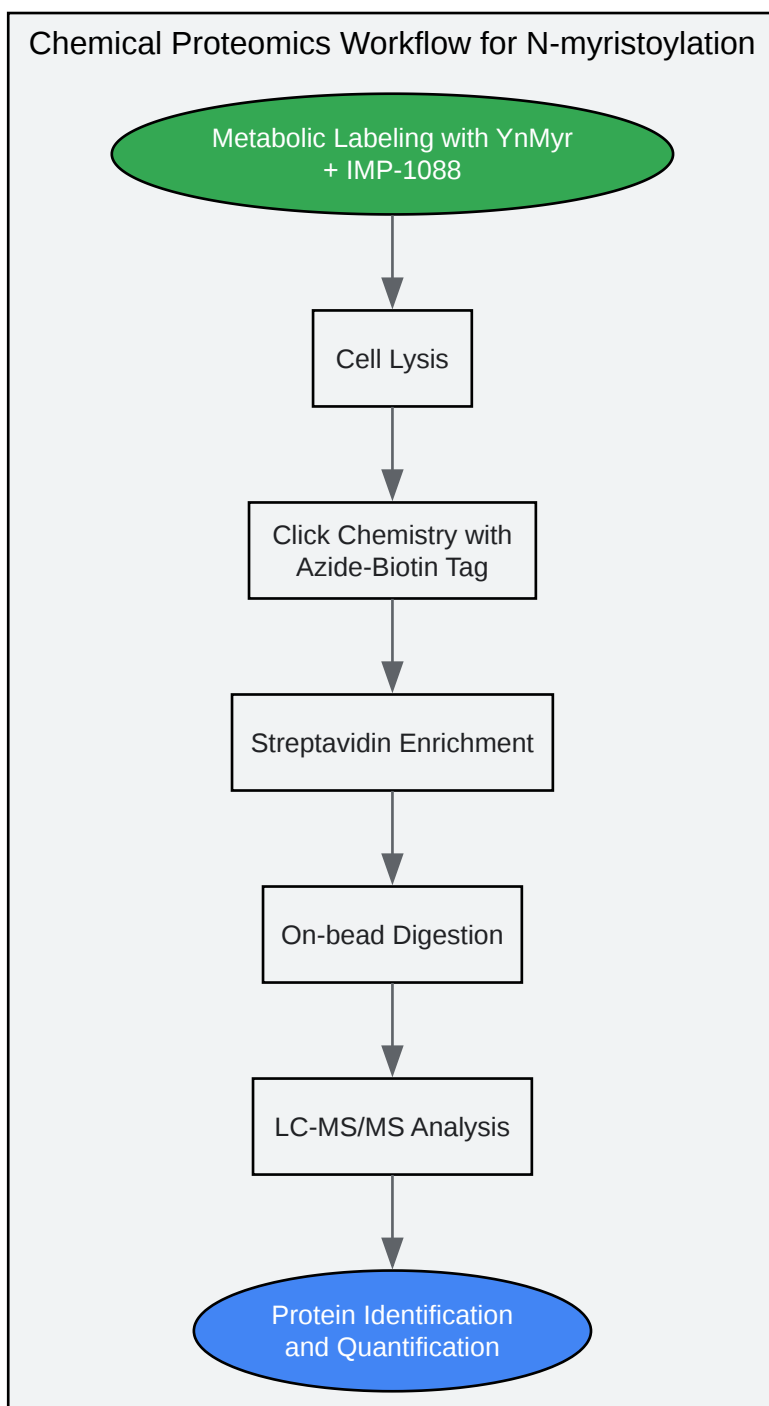 Chemical Proteomics Workflow for N-myristoylation
Metabolic Labeling with YnMyr
+ IMP-1088
Cell Lysis
Click Chemistry with
Azide-Biotin Tag
Streptavidin Enrichment
On-bead Digestion
LC-MS/MS Analysis
Protein Identification
and Quantification